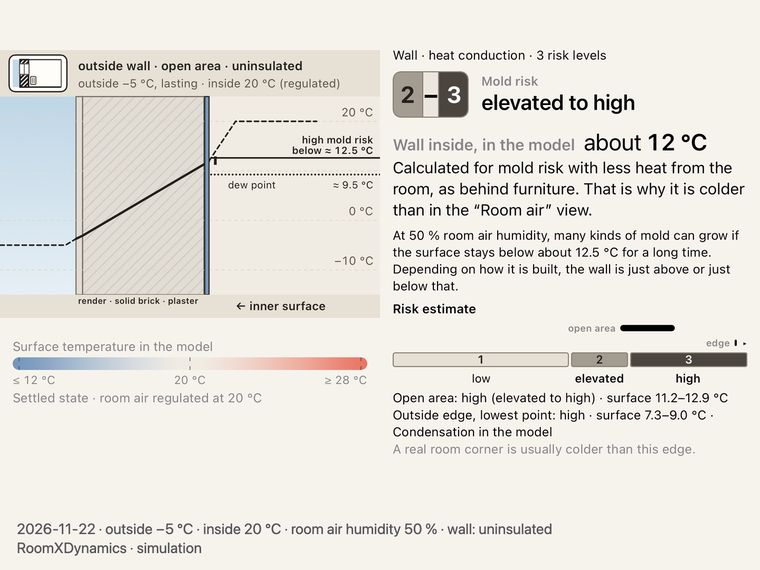 outside wall · open area · uninsulated
outside −5 °C, lasting · inside 20 °C (regulated)
20 °C
high mold risk
below ≈ 12.5 °C
dew point ≈ 9.5 °C
0 °C
−10 °C
render · solid brick · plaster
← inner surface
Surface temperature in the model
≤ 12 °C 20 °C ≥ 28 °C
Settled state · room air regulated at 20 °C
Wall · heat conduction · 3 risk levels
2 – 3
Mold risk
elevated to high
Wall inside, in the model about 12 °C
Calculated for mold risk with less heat from the
room, as behind furniture. That is why it is colder
than in the “Room air” view.
At 50 % room air humidity, many kinds of mold can grow if
the surface stays below about 12.5 °C for a long time.
Depending on how it is built, the wall is just above or just
below that.
Risk estimate
open area
edge
1 2 3
low elevated high
Open area: high (elevated to high) · surface 11.2–12.9 °C
Outside edge, lowest point: high · surface 7.3–9.0 °C ·
Condensation in the model
A real room corner is usually colder than this edge.
2026-11-22 · outside −5 °C · inside 20 °C · room air humidity 50 % · wall: uninsulated
RoomXDynamics · simulation